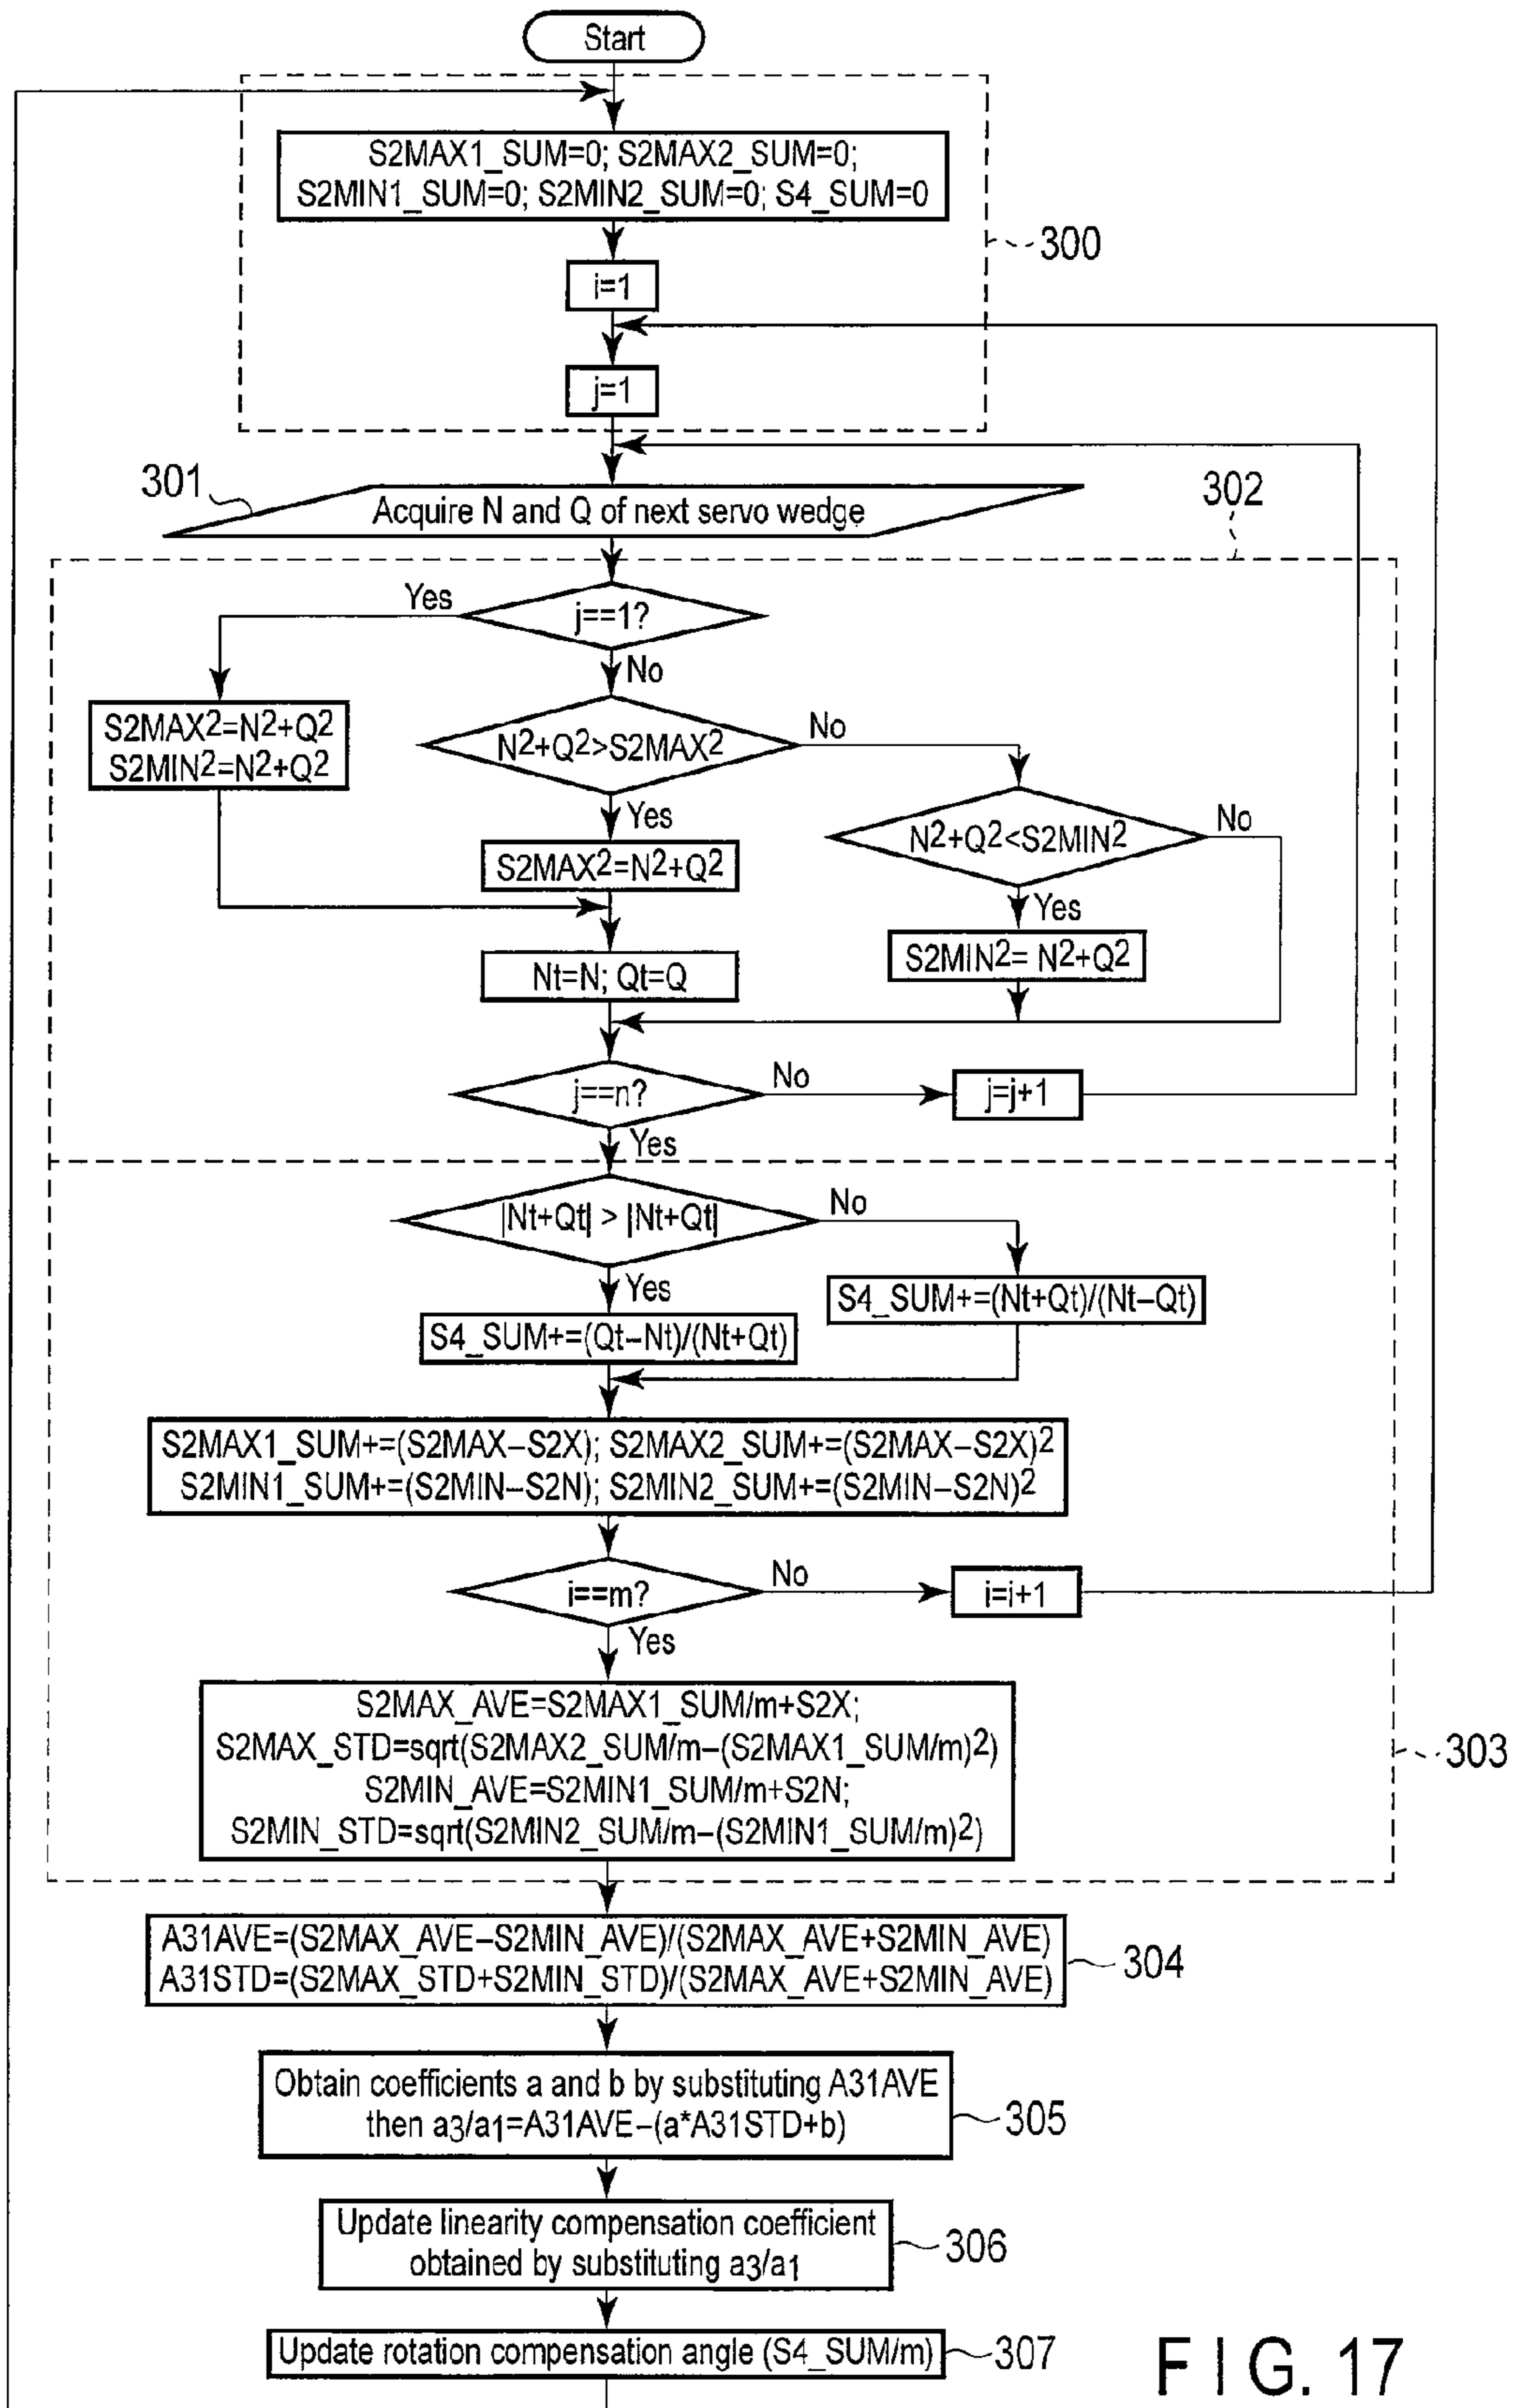 Start
S2MAX1_SUM=0; S2MAX2_SUM=0;
S2MIN1_SUM=0; S2MIN2_SUM=0; S4_SUM=0
300
i=1
j=1
301
Acquire N and Q of next servo wedge
302
Yes
j==1?
No
S2MAX²=N²+Q²
S2MIN²=N²+Q²
N²+Q²>S2MAX²
No
Yes
N²+Q²<S2MIN²
No
S2MAX²=N²+Q²
Yes
S2MIN²= N²+Q²
Nt=N; Qt=Q
j==n?
No
j=j+1
Yes
|Nt+Qt| > |Nt+Qt|
No
Yes
S4_SUM+=(Nt+Qt)/(Nt–Qt)
S4_SUM+=(Qt–Nt)/(Nt+Qt)
S2MAX1_SUM+=(S2MAX–S2X); S2MAX2_SUM+=(S2MAX–S2X)²
S2MIN1_SUM+=(S2MIN–S2N); S2MIN2_SUM+=(S2MIN–S2N)²
i==m?
No
i=i+1
Yes
S2MAX_AVE=S2MAX1_SUM/m+S2X;
S2MAX_STD=sqrt(S2MAX2_SUM/m–(S2MAX1_SUM/m)²)
S2MIN_AVE=S2MIN1_SUM/m+S2N;
S2MIN_STD=sqrt(S2MIN2_SUM/m–(S2MIN1_SUM/m)²)
303
A31AVE=(S2MAX_AVE–S2MIN_AVE)/(S2MAX_AVE+S2MIN_AVE)
A31STD=(S2MAX_STD+S2MIN_STD)/(S2MAX_AVE+S2MIN_AVE)
304
Obtain coefficients a and b by substituting A31AVE
then a₃/a₁=A31AVE–(a*A31STD+b)
305
Update linearity compensation coefficient
obtained by substituting a₃/a₁
306
Update rotation compensation angle (S4_SUM/m)
307
FIG. 17